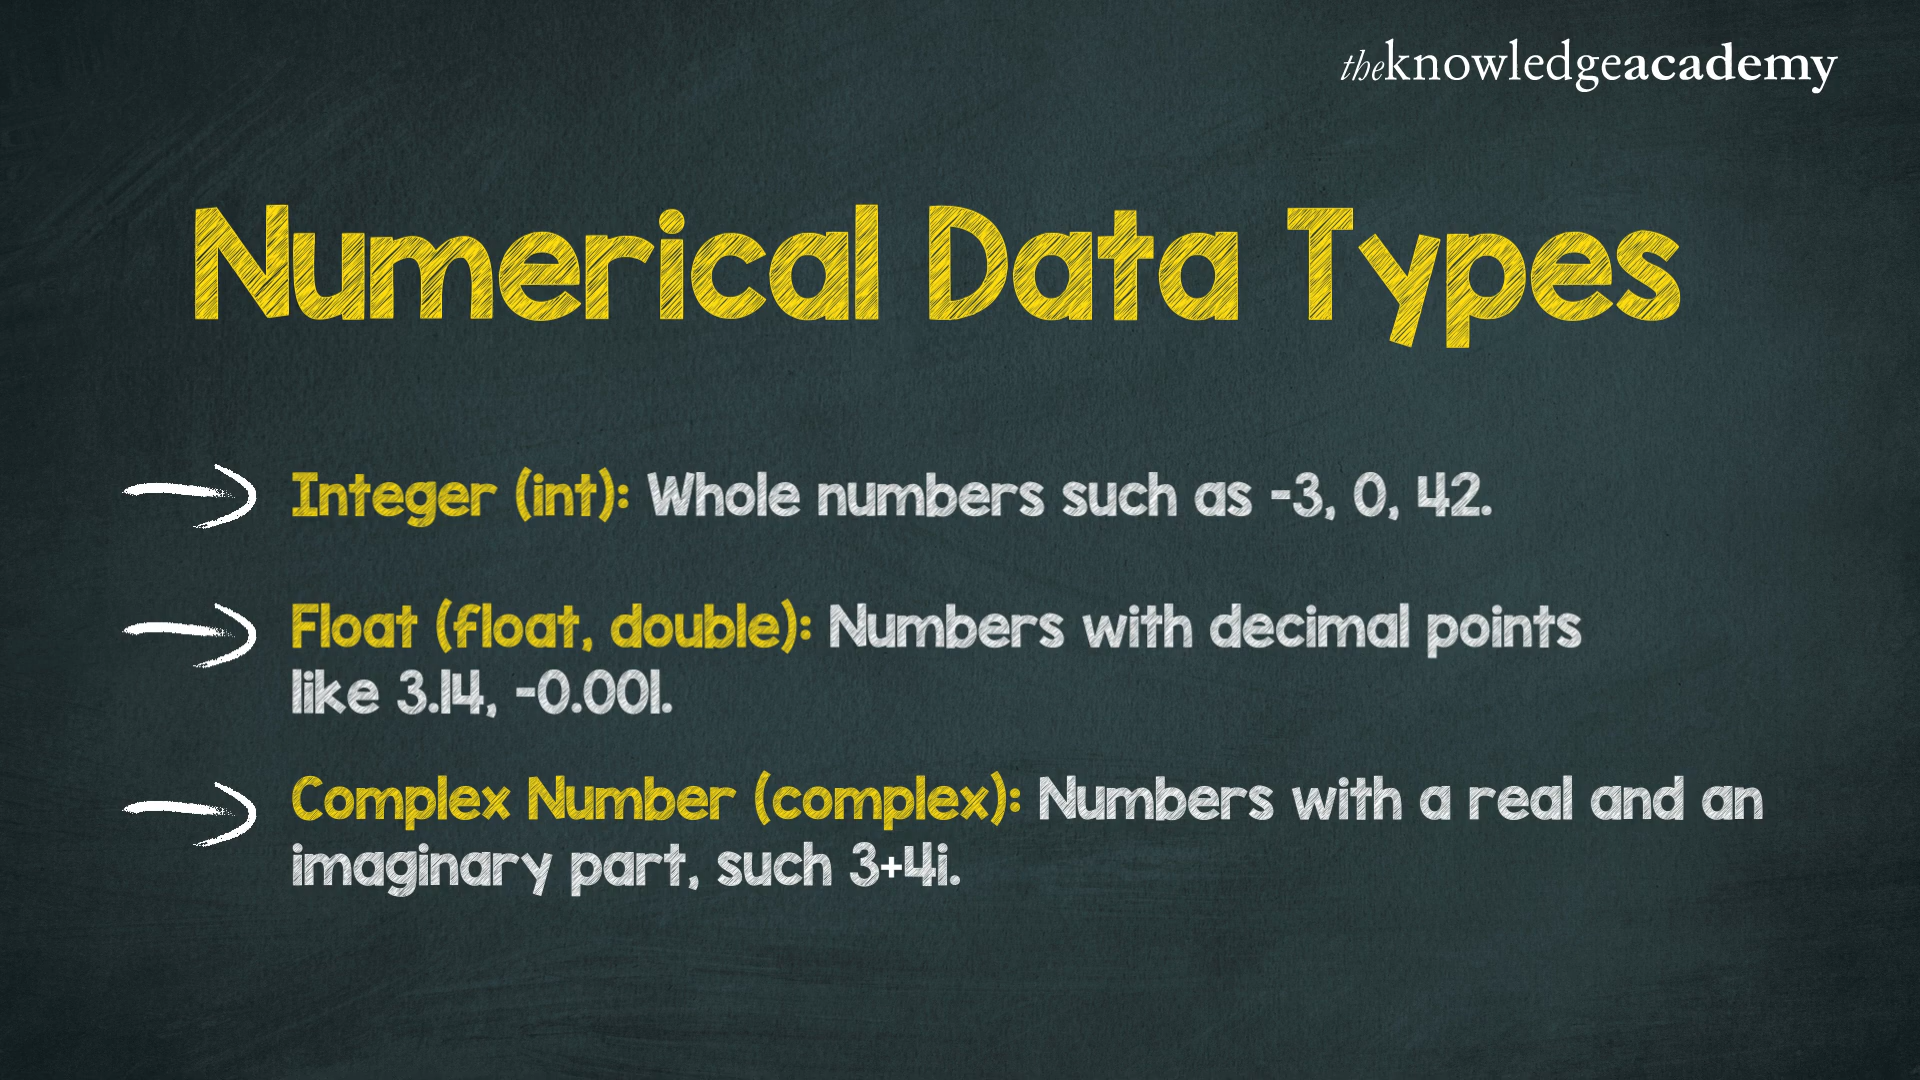 theknowledgeacademy
Numerical Data Types
Integer (int): Whole numbers such as -3, 0, 42.
Float (float, double): Numbers with decimal points
like 3.14, -0.001.
Complex Number (complex): Numbers with a real and an
imaginary part, such 3+4i.